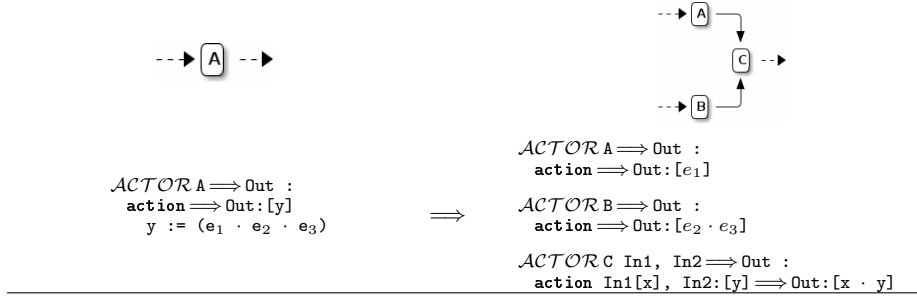 A
A
C
B
𝒜𝒞𝒯𝒪ℛ A ⟹ Out :
action ⟹ Out:[y]
y := (e₁ · e₂ · e₃)
⟹
𝒜𝒞𝒯𝒪ℛ A ⟹ Out :
action ⟹ Out:[e₁]
𝒜𝒞𝒯𝒪ℛ B ⟹ Out :
action ⟹ Out:[e₂ · e₃]
𝒜𝒞𝒯𝒪ℛ C In1, In2 ⟹ Out :
action In1[x], In2:[y] ⟹ Out:[x · y]